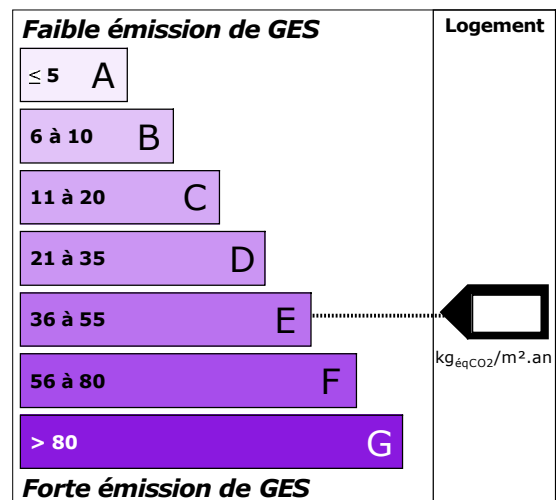 Faible émission de GES
Logement
≤ 5 A
6 à 10 B
11 à 20 C
21 à 35 D
36 à 55 E
kgéqCO2/m².an
56 à 80 F
> 80 G
Forte émission de GES